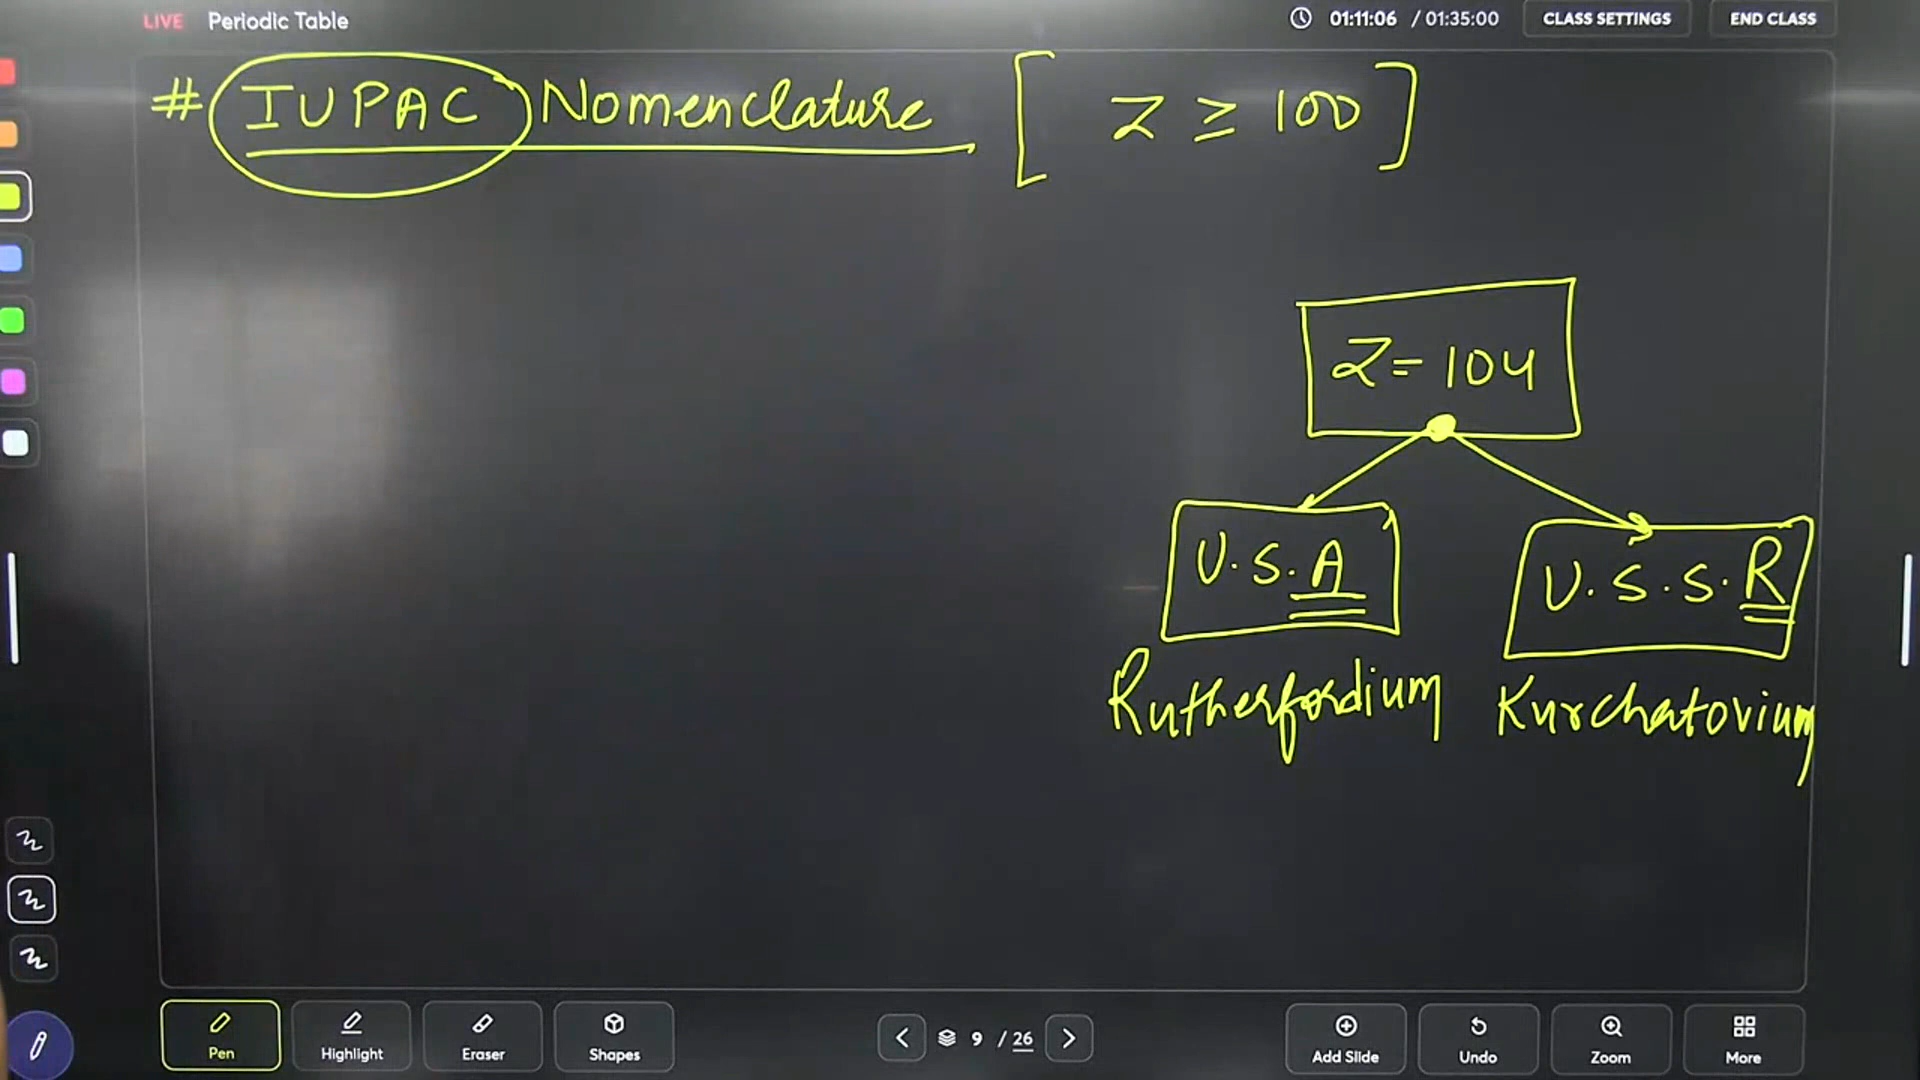 LIVE Periodic Table
01:11:06 / 01:35:00 CLASS SETTINGS END CLASS
# IUPAC Nomenclature [ Z ≥ 100 ]
Z = 104
U.S.A
U.S.S.R
Rutherfordium
Kurchatovium
Pen Highlight Eraser Shapes
9 / 26
Add Slide Undo Zoom More